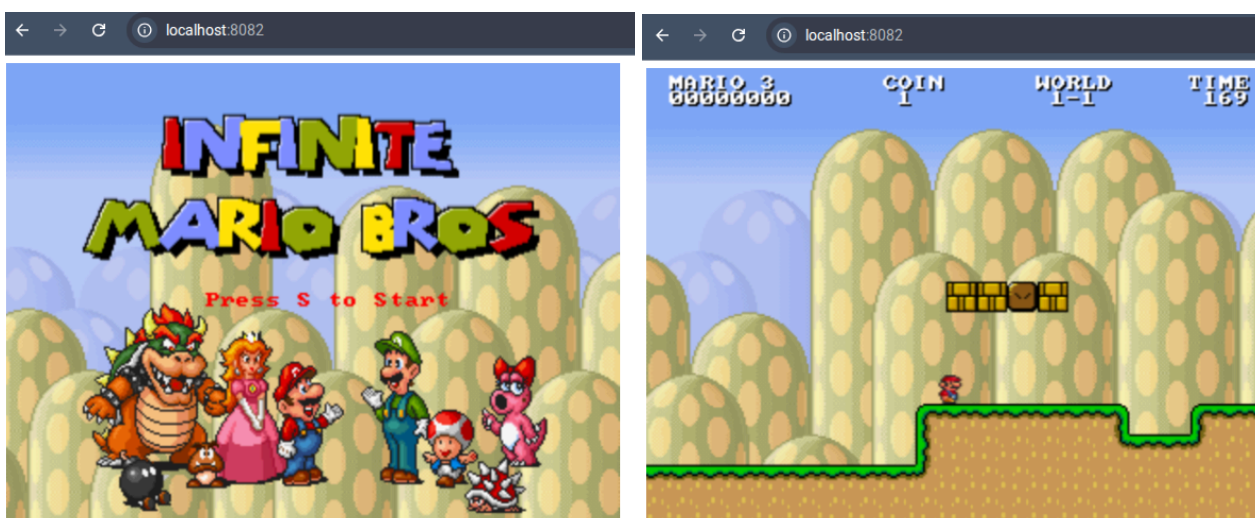 localhost:8082
INFINITE
MARIO BROS
Press S to Start
localhost:8082
MARIO 3 COIN WORLD TIME
00000000 1 1-1 169